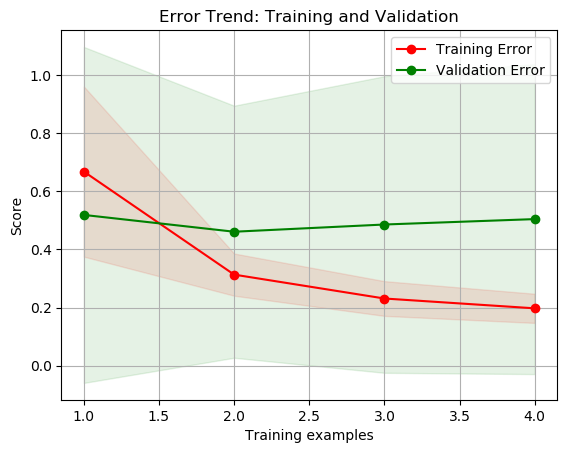 Error Trend: Training and Validation
Training Error
Validation Error
Score
1.0
0.8
0.6
0.4
0.2
0.0
1.0 1.5 2.0 2.5 3.0 3.5 4.0
Training examples